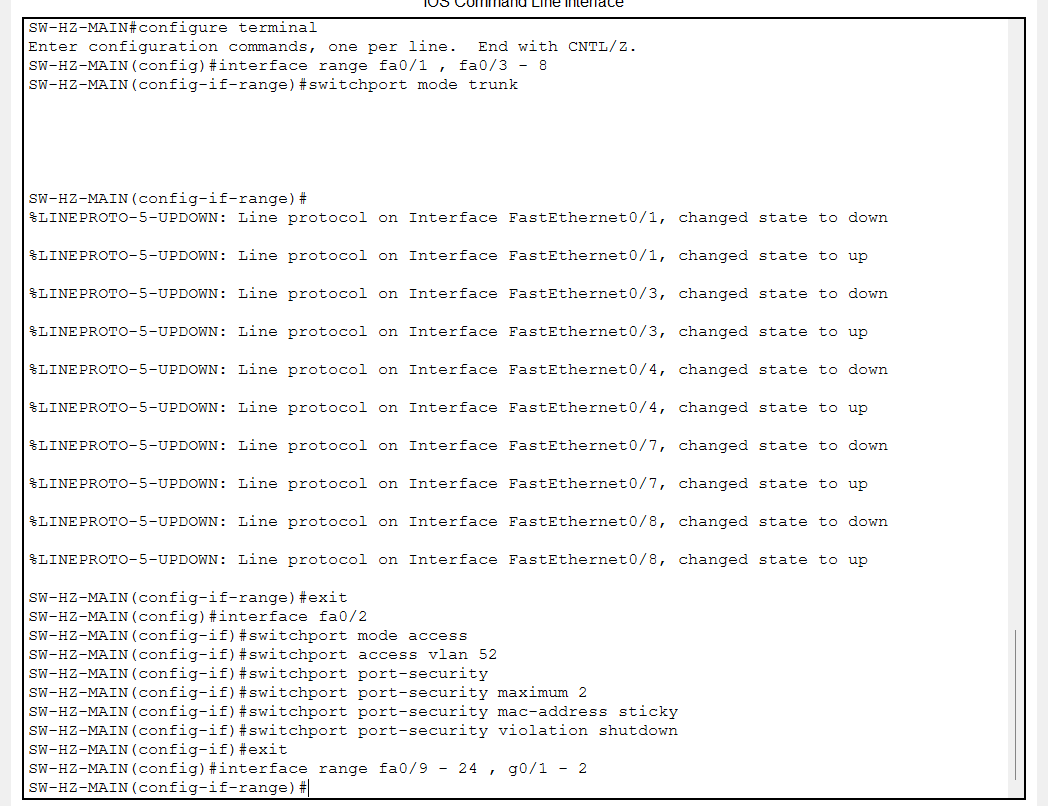 IOS Command Line Interface
SW-HZ-MAIN#configure terminal
Enter configuration commands, one per line.  End with CNTL/Z.
SW-HZ-MAIN(config)#interface range fa0/1 , fa0/3 - 8
SW-HZ-MAIN(config-if-range)#switchport mode trunk
SW-HZ-MAIN(config-if-range)#
%LINEPROTO-5-UPDOWN: Line protocol on Interface FastEthernet0/1, changed state to down
%LINEPROTO-5-UPDOWN: Line protocol on Interface FastEthernet0/1, changed state to up
%LINEPROTO-5-UPDOWN: Line protocol on Interface FastEthernet0/3, changed state to down
%LINEPROTO-5-UPDOWN: Line protocol on Interface FastEthernet0/3, changed state to up
%LINEPROTO-5-UPDOWN: Line protocol on Interface FastEthernet0/4, changed state to down
%LINEPROTO-5-UPDOWN: Line protocol on Interface FastEthernet0/4, changed state to up
%LINEPROTO-5-UPDOWN: Line protocol on Interface FastEthernet0/7, changed state to down
%LINEPROTO-5-UPDOWN: Line protocol on Interface FastEthernet0/7, changed state to up
%LINEPROTO-5-UPDOWN: Line protocol on Interface FastEthernet0/8, changed state to down
%LINEPROTO-5-UPDOWN: Line protocol on Interface FastEthernet0/8, changed state to up
SW-HZ-MAIN(config-if-range)#exit
SW-HZ-MAIN(config)#interface fa0/2
SW-HZ-MAIN(config-if)#switchport mode access
SW-HZ-MAIN(config-if)#switchport access vlan 52
SW-HZ-MAIN(config-if)#switchport port-security
SW-HZ-MAIN(config-if)#switchport port-security maximum 2
SW-HZ-MAIN(config-if)#switchport port-security mac-address sticky
SW-HZ-MAIN(config-if)#switchport port-security violation shutdown
SW-HZ-MAIN(config-if)#exit
SW-HZ-MAIN(config)#interface range fa0/9 - 24 , g0/1 - 2
SW-HZ-MAIN(config-if-range)#